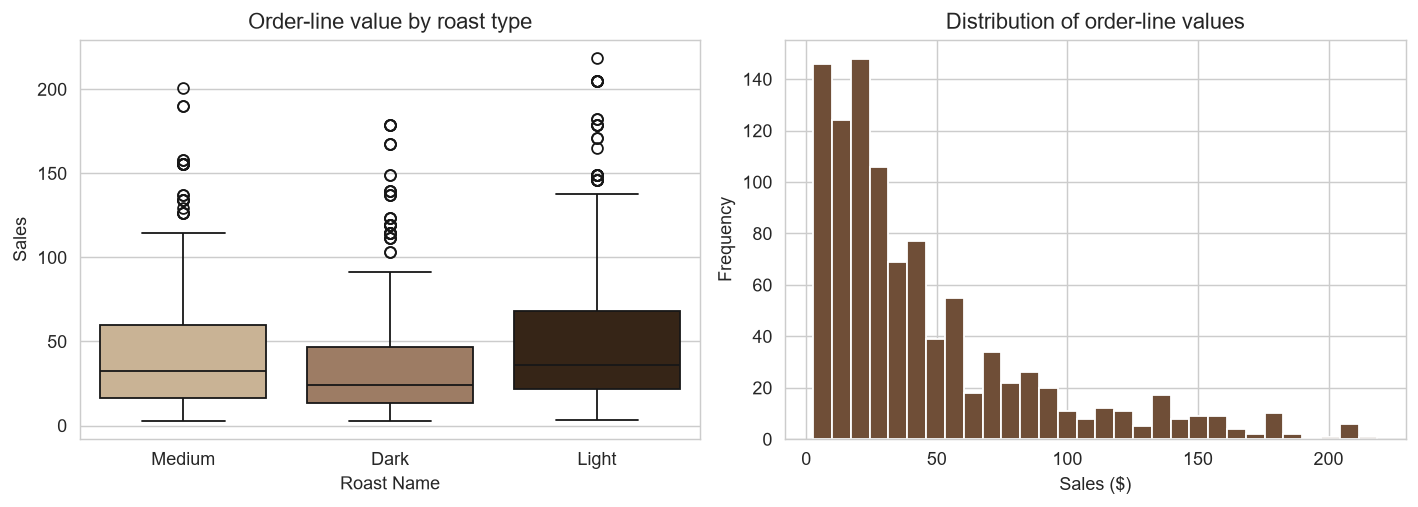 Order-line value by roast type
Sales
200
150
100
50
0
Medium Dark Light
Roast Name
Distribution of order-line values
Frequency
140
120
100
80
60
40
20
0
0 50 100 150 200
Sales ($)